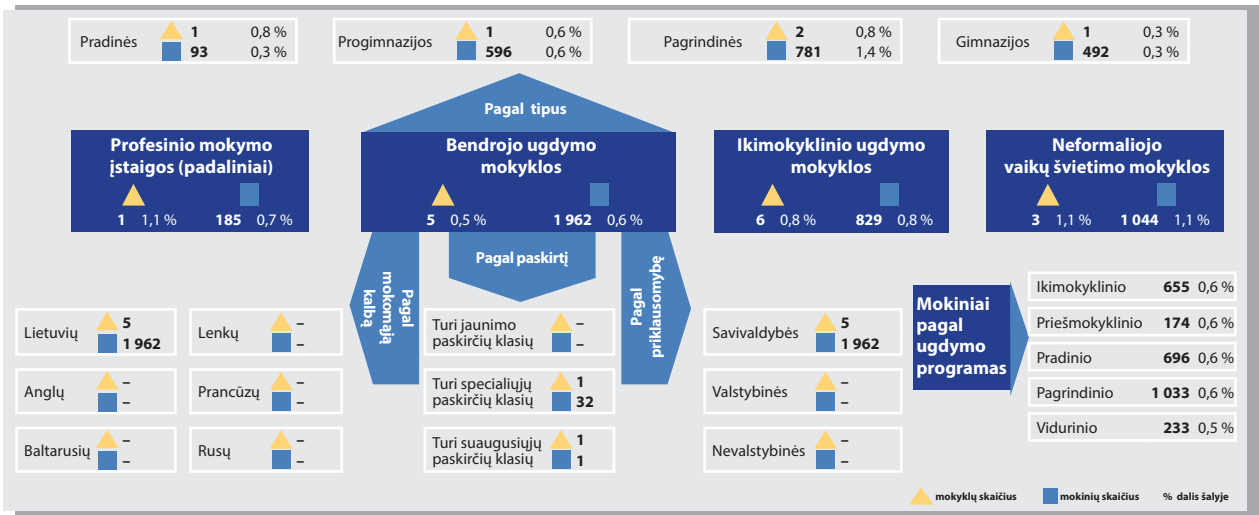 Pradinės
1 0,8 %
93 0,3 %
Progimnazijos
1 0,6 %
596 0,6 %
Pagrindinės
2 0,8 %
781 1,4 %
Gimnazijos
1 0,3 %
492 0,3 %
Pagal tipus
Profesinio mokymo
įstaigos (padaliniai)
1 1,1 % 185 0,7 %
Bendrojo ugdymo
mokyklos
5 0,5 % 1 962 0,6 %
Ikimokyklinio ugdymo
mokyklos
6 0,8 % 829 0,8 %
Neformaliojo
vaikų švietimo mokyklos
3 1,1 % 1 044 1,1 %
Pagal
mokomąją
kalbą
Pagal paskirtį
Pagal
priklausomybę
Lietuvių
5
1 962
Lenkų
–
–
Anglų
–
–
Prancūzų
–
–
Baltarusių
–
–
Rusų
–
–
Turi jaunimo
paskirčių klasių
–
–
Turi specialiųjų
paskirčių klasių
1
32
Turi suaugusiųjų
paskirčių klasių
1
1
Savivaldybės
5
1 962
Valstybinės
–
–
Nevalstybinės
–
–
Mokiniai
pagal
ugdymo
programas
Ikimokyklinio 655 0,6 %
Priešmokyklinio 174 0,6 %
Pradinio 696 0,6 %
Pagrindinio 1 033 0,6 %
Vidurinio 233 0,5 %
mokyklų skaičius mokinių skaičius % dalis šalyje